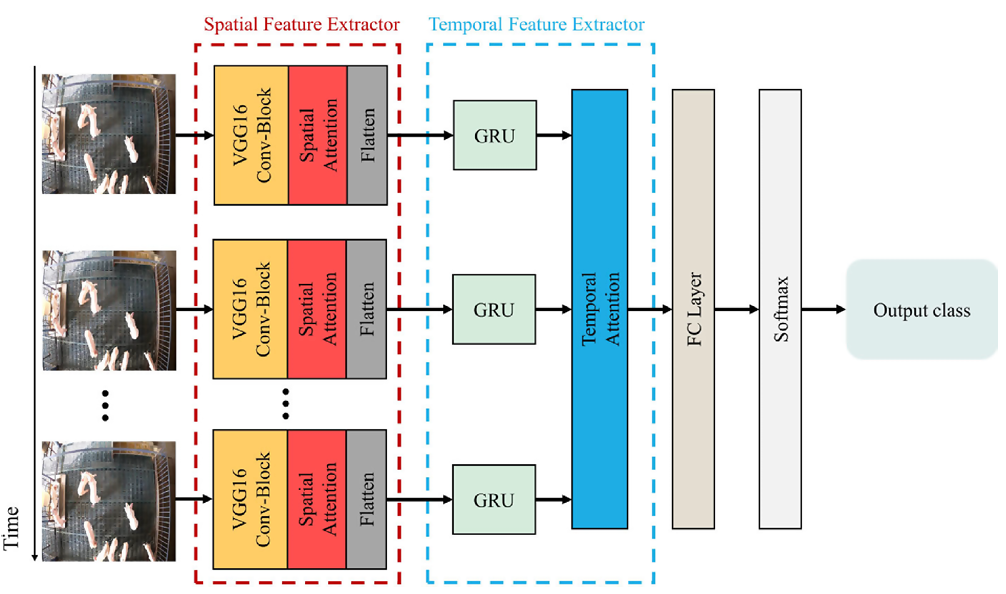 Spatial Feature Extractor
Temporal Feature Extractor
VGG16
Conv-Block
Spatial
Attention
Flatten
GRU
VGG16
Conv-Block
Spatial
Attention
Flatten
GRU
VGG16
Conv-Block
Spatial
Attention
Flatten
GRU
Temporal
Attention
FC Layer
Softmax
Output class
Time